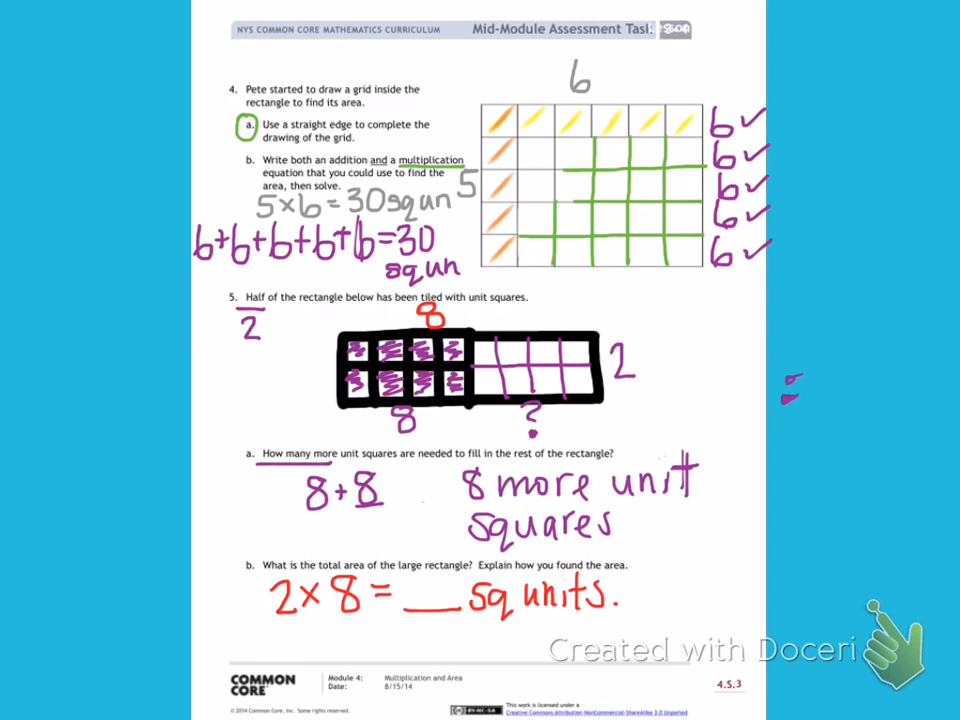 NYS COMMON CORE MATHEMATICS CURRICULUM Mid-Module Assessment Task
6
4. Pete started to draw a grid inside the
rectangle to find its area.
a. Use a straight edge to complete the
drawing of the grid.
b. Write both an addition and a multiplication
equation that you could use to find the
area, then solve.
5
5 × 6 = 30 sq un
6+6+6+6+6=30
sq un
6 ✓
6 ✓
6 ✓
6 ✓
6 ✓
5. Half of the rectangle below has been tiled with unit squares.
2
8
2
8 ?
a. How many more unit squares are needed to fill in the rest of the rectangle?
8 + 8 8 more unit
squares
b. What is the total area of the large rectangle? Explain how you found the area.
2 × 8 = __ sq units.
Created with Doceri
COMMON
CORE
Module 4: Multiplication and Area
Date: 8/15/14
4.S.3
© 2014 Common Core, Inc. Some rights reserved.
This work is licensed under a
Creative Commons Attribution-NonCommercial-ShareAlike 3.0 Unported